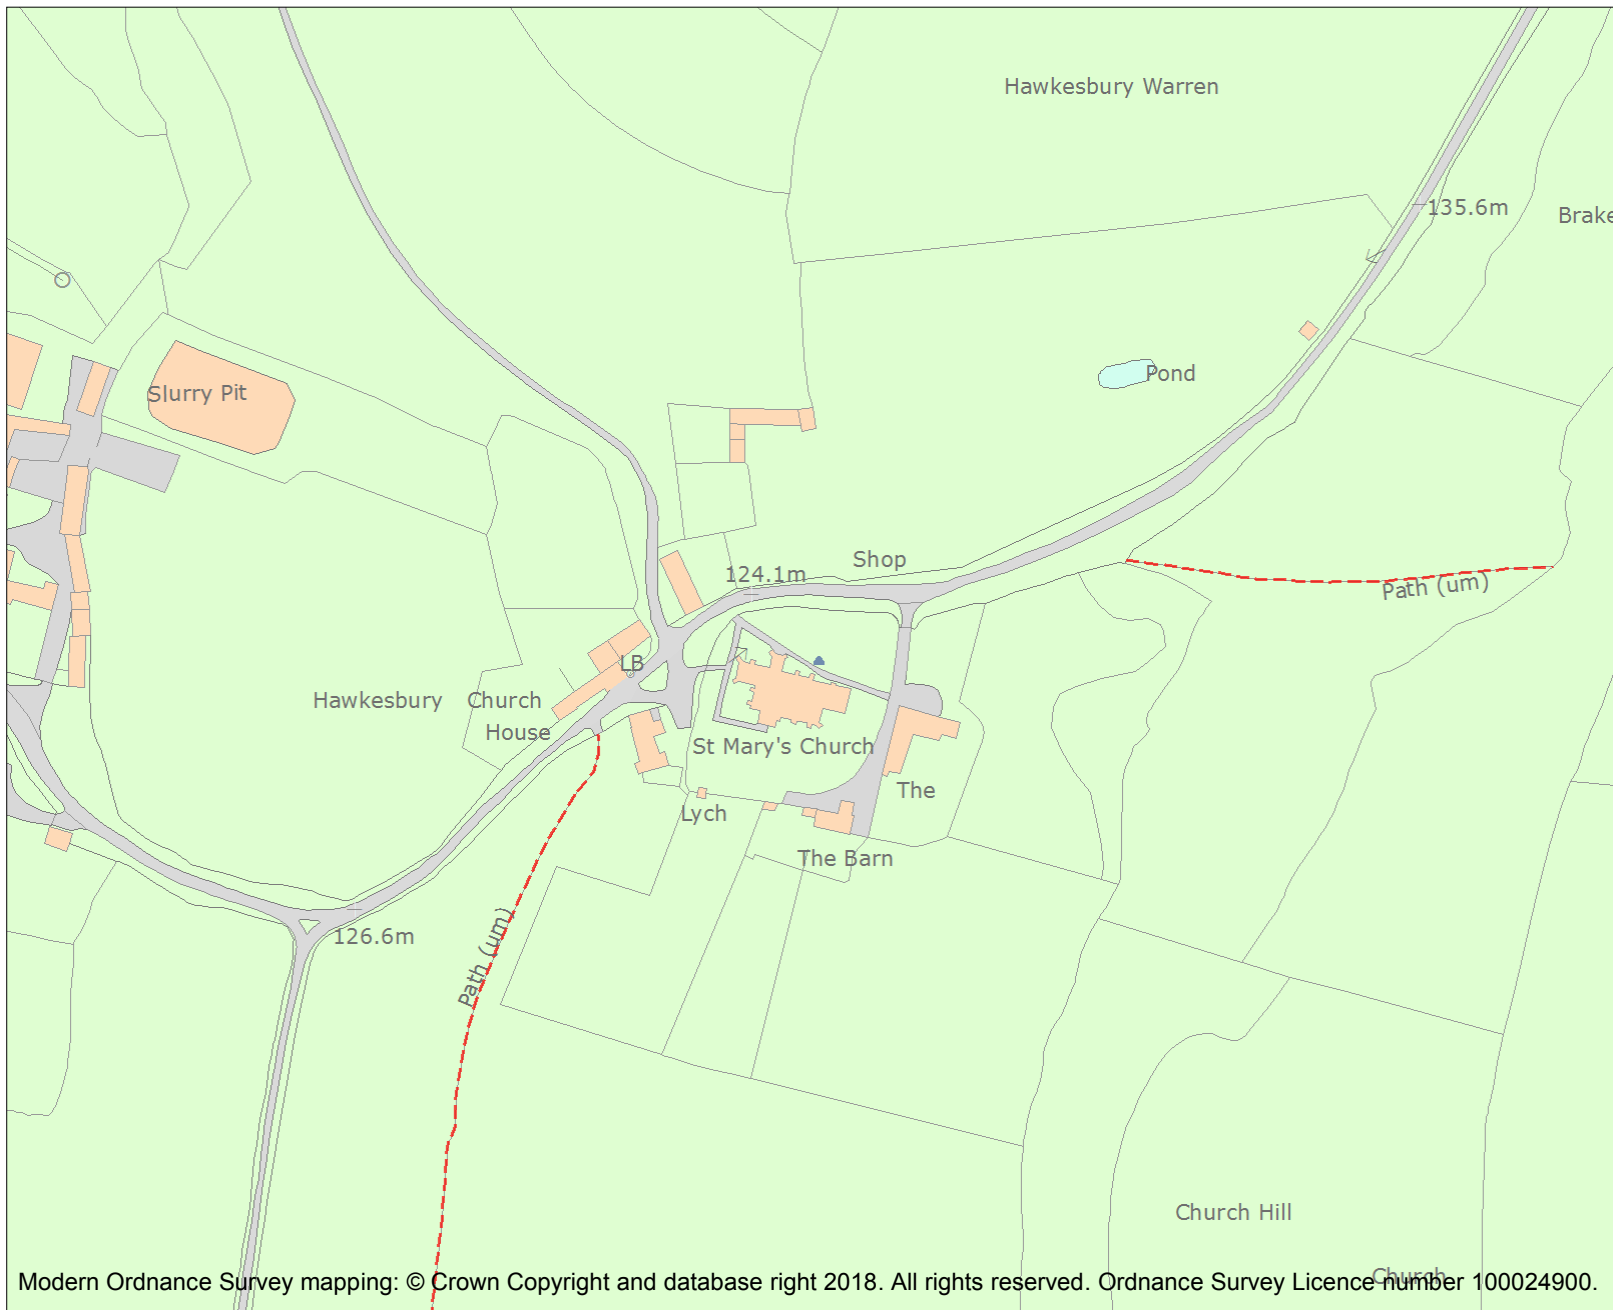 Hawkesbury Warren
135.6m
Brake
Pond
Slurry Pit
Shop
124.1m
Path (um)
LB
Hawkesbury
Church
House
St Mary's Church
The
Lych
The Barn
Path (um)
126.6m
Church Hill
Church
Modern Ordnance Survey mapping: © Crown Copyright and database right 2018. All rights reserved. Ordnance Survey Licence number 100024900.